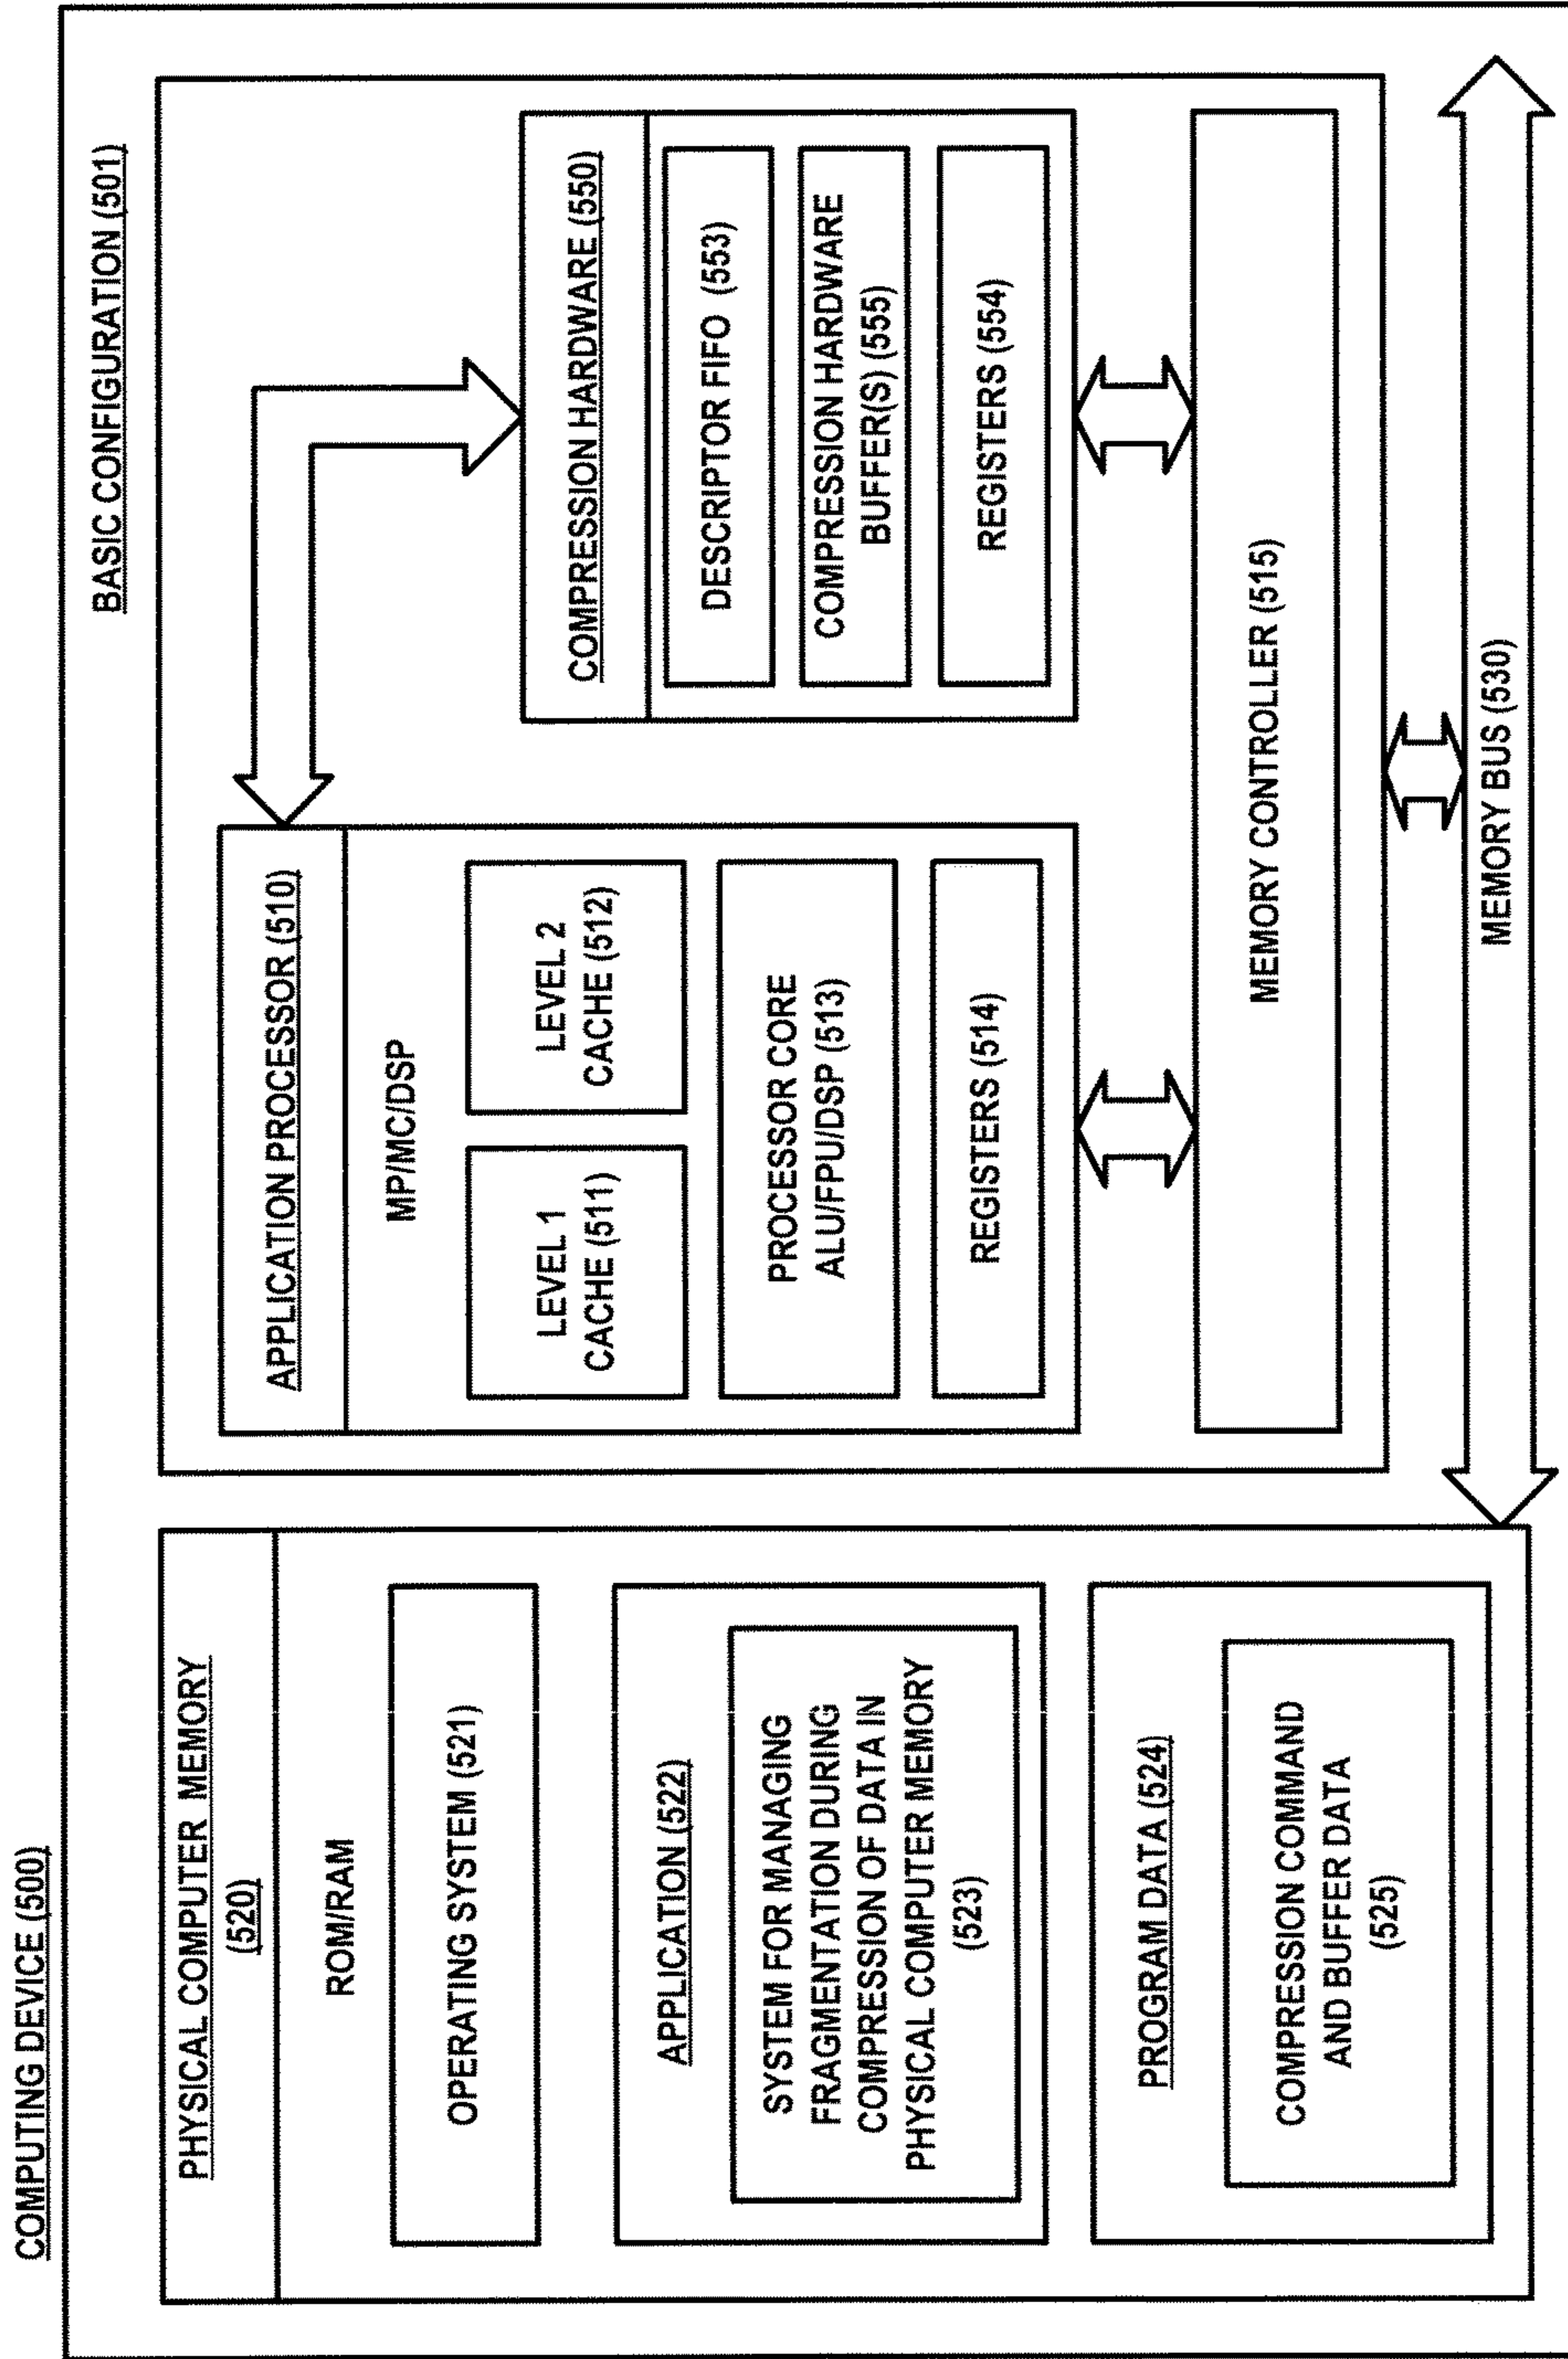 COMPUTING DEVICE (500)
PHYSICAL COMPUTER MEMORY
(520)
ROM/RAM
OPERATING SYSTEM (521)
APPLICATION (522)
SYSTEM FOR MANAGING
FRAGMENTATION DURING
COMPRESSION OF DATA IN
PHYSICAL COMPUTER MEMORY
(523)
PROGRAM DATA (524)
COMPRESSION COMMAND
AND BUFFER DATA
(525)
BASIC CONFIGURATION (501)
APPLICATION PROCESSOR (510)
MP/MC/DSP
LEVEL 1
CACHE (511)
LEVEL 2
CACHE (512)
PROCESSOR CORE
ALU/FPU/DSP (513)
REGISTERS (514)
COMPRESSION HARDWARE (550)
DESCRIPTOR FIFO (553)
COMPRESSION HARDWARE
BUFFER(S) (555)
REGISTERS (554)
MEMORY CONTROLLER (515)
MEMORY BUS (530)